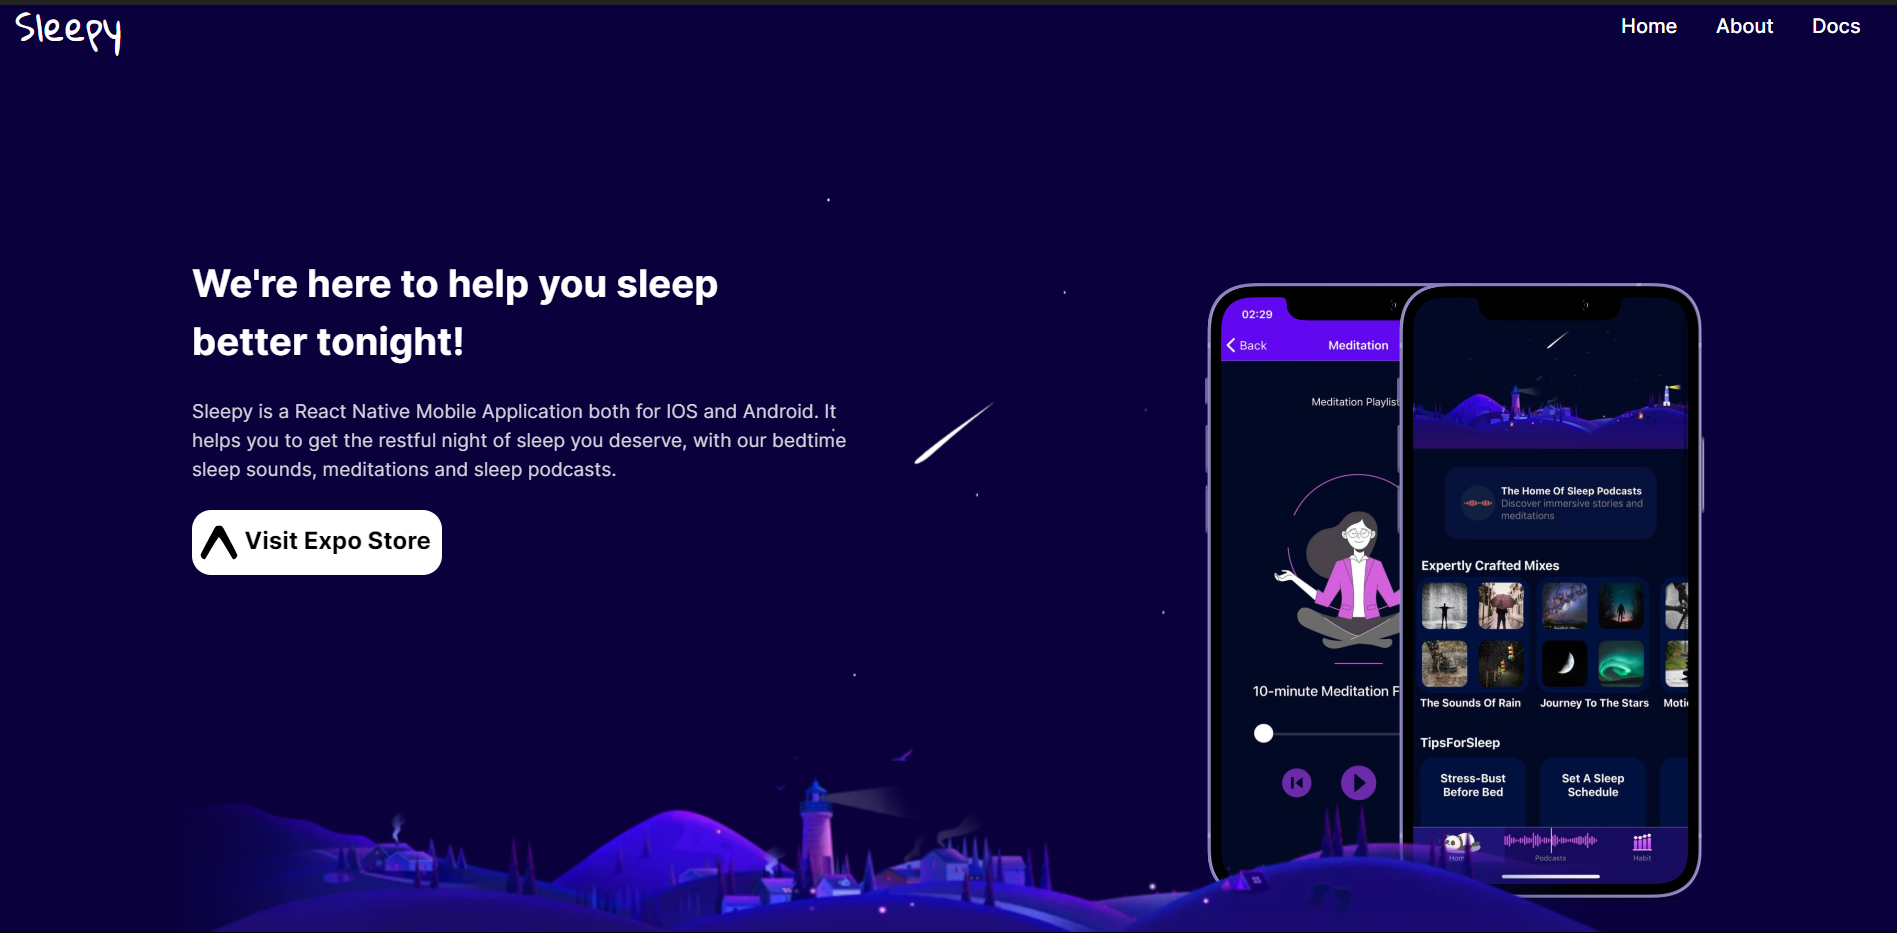 Sleepy
Home
About
Docs
We're here to help you sleep
better tonight!
Sleepy is a React Native Mobile Application both for IOS and Android. It
helps you to get the restful night of sleep you deserve, with our bedtime
sleep sounds, meditations and sleep podcasts.
Visit Expo Store
02:29
Back
Meditation
Meditation Playlist
10-minute Meditation F
The Home Of Sleep Podcasts
Discover immersive stories and
meditations
Expertly Crafted Mixes
The Sounds Of Rain
Journey To The Stars
Moti
TipsForSleep
Stress-Bust
Before Bed
Set A Sleep
Schedule
Hom
Podcasts
Habit